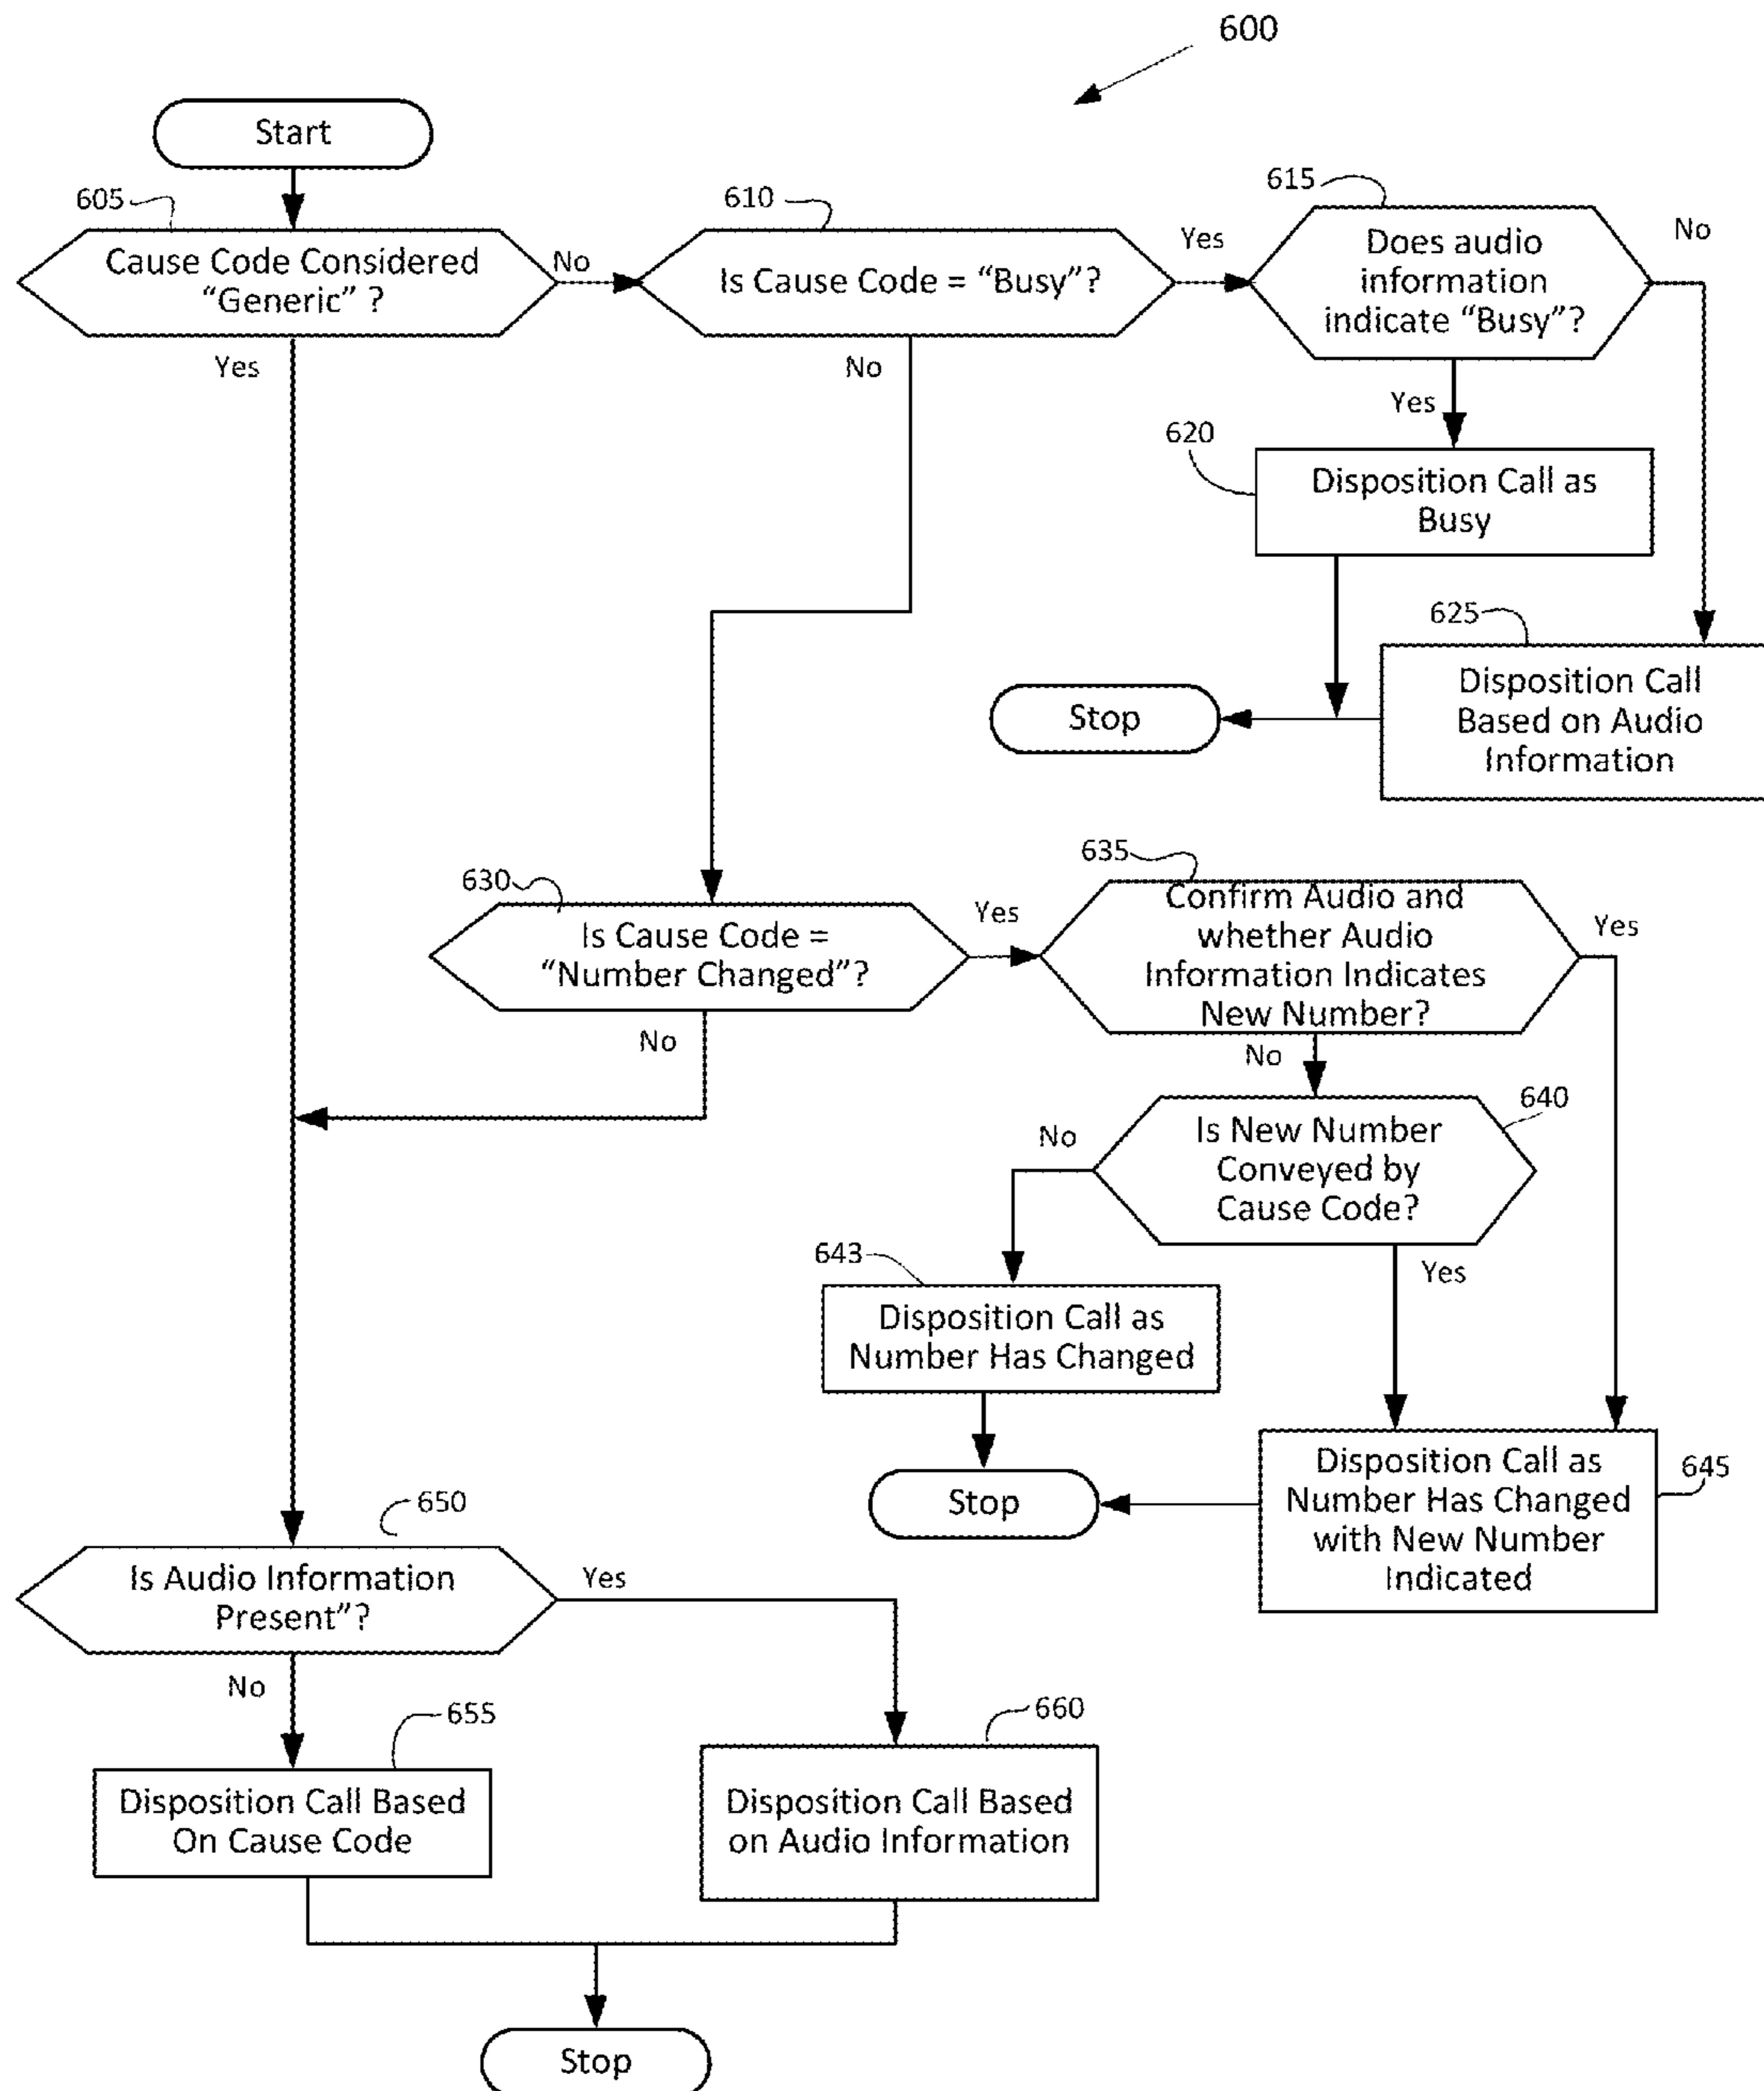 600
Start
605
Cause Code Considered
“Generic” ?
No
Yes
610
Is Cause Code = “Busy”?
Yes
No
615
Does audio
information
indicate “Busy”?
No
Yes
620
Disposition Call as
Busy
625
Disposition Call
Based on Audio
Information
Stop
630
Is Cause Code =
“Number Changed”?
Yes
No
635
Confirm Audio and
whether Audio
Information Indicates
New Number?
Yes
No
640
Is New Number
Conveyed by
Cause Code?
No
Yes
643
Disposition Call as
Number Has Changed
Stop
645
Disposition Call as
Number Has Changed
with New Number
Indicated
650
Is Audio Information
Present”?
Yes
No
655
Disposition Call Based
On Cause Code
660
Disposition Call Based
on Audio Information
Stop